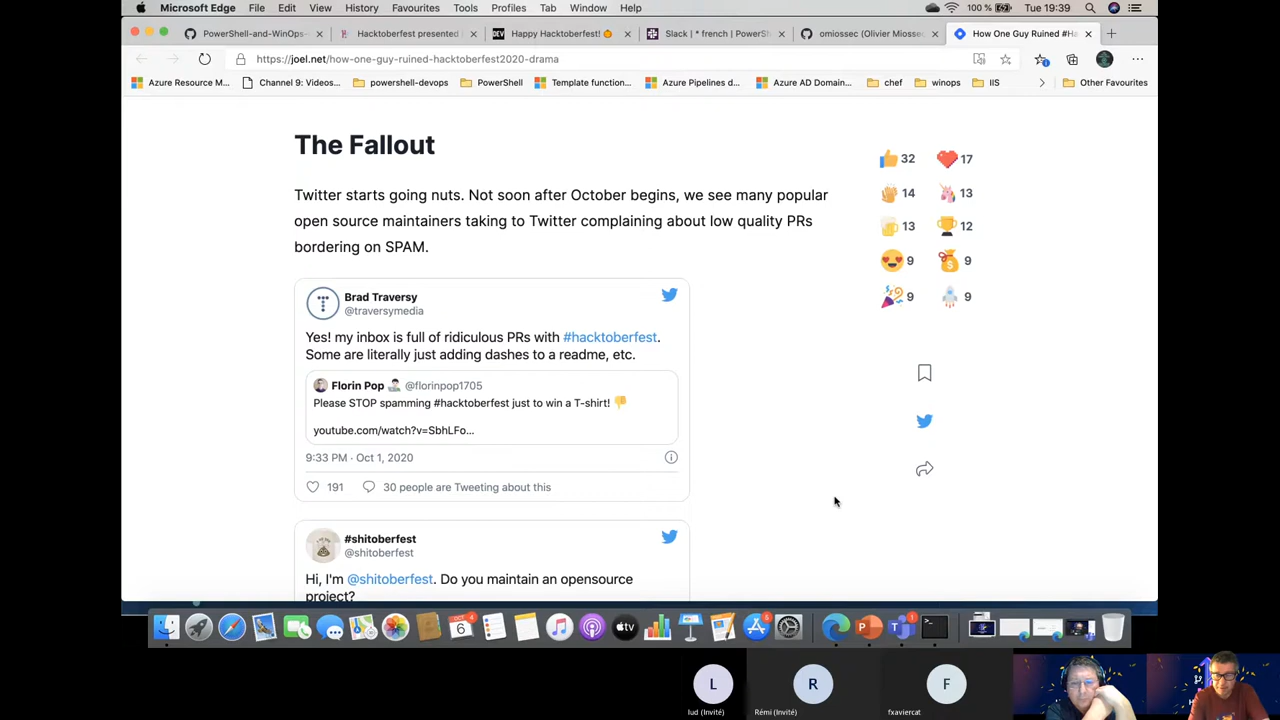 Microsoft Edge File Edit View History Favourites Tools Profiles Tab Window Help 100 % Tue 19:39
PowerShell-and-WinOps- Hacktoberfest presented Happy Hacktoberfest! Slack | * french | PowerS omiossec (Olivier Miossec How One Guy Ruined #Ha
https://joel.net/how-one-guy-ruined-hacktoberfest2020-drama
Azure Resource M... Channel 9: Videos... powershell-devops PowerShell Template function... Azure Pipelines d... Azure AD Domain... chef winops IIS Other Favourites
The Fallout
Twitter starts going nuts. Not soon after October begins, we see many popular
open source maintainers taking to Twitter complaining about low quality PRs
bordering on SPAM.
32 17
14 13
13 12
9 9
9 9
Brad Traversy
@traversymedia
Yes! my inbox is full of ridiculous PRs with #hacktoberfest.
Some are literally just adding dashes to a readme, etc.
Florin Pop @florinpop1705
Please STOP spamming #hacktoberfest just to win a T-shirt!
youtube.com/watch?v=SbhLFo...
9:33 PM · Oct 1, 2020
191 30 people are Tweeting about this
#shitoberfest
@shitoberfest
Hi, I'm @shitoberfest. Do you maintain an opensource
project?
OCT 4
6 tv 6 1
L R F
lud (Invité) Rémi (Invité) fxaviercat